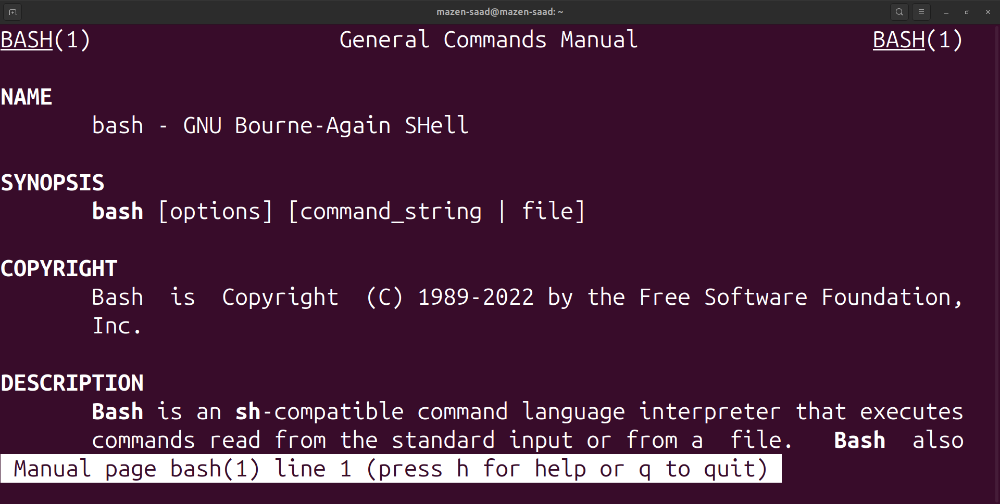 mazen-saad@mazen-saad: ~
BASH(1) General Commands Manual BASH(1)
NAME
bash - GNU Bourne-Again SHell
SYNOPSIS
bash [options] [command_string | file]
COPYRIGHT
Bash is Copyright (C) 1989-2022 by the Free Software Foundation,
Inc.
DESCRIPTION
Bash is an sh-compatible command language interpreter that executes
commands read from the standard input or from a file. Bash also
Manual page bash(1) line 1 (press h for help or q to quit)